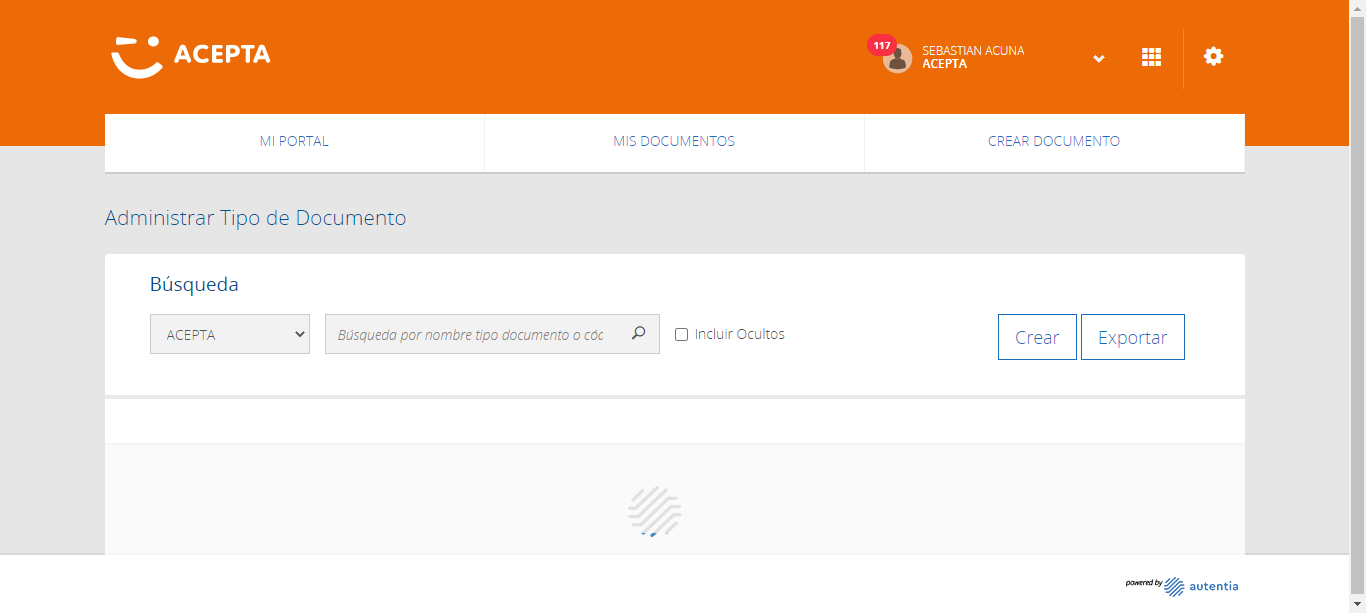 ACEPTA
117
SEBASTIAN ACUNA
ACEPTA
MI PORTAL
MIS DOCUMENTOS
CREAR DOCUMENTO
Administrar Tipo de Documento
Búsqueda
ACEPTA
Búsqueda por nombre tipo documento o cóc
Incluir Ocultos
Crear
Exportar
powered by autentia